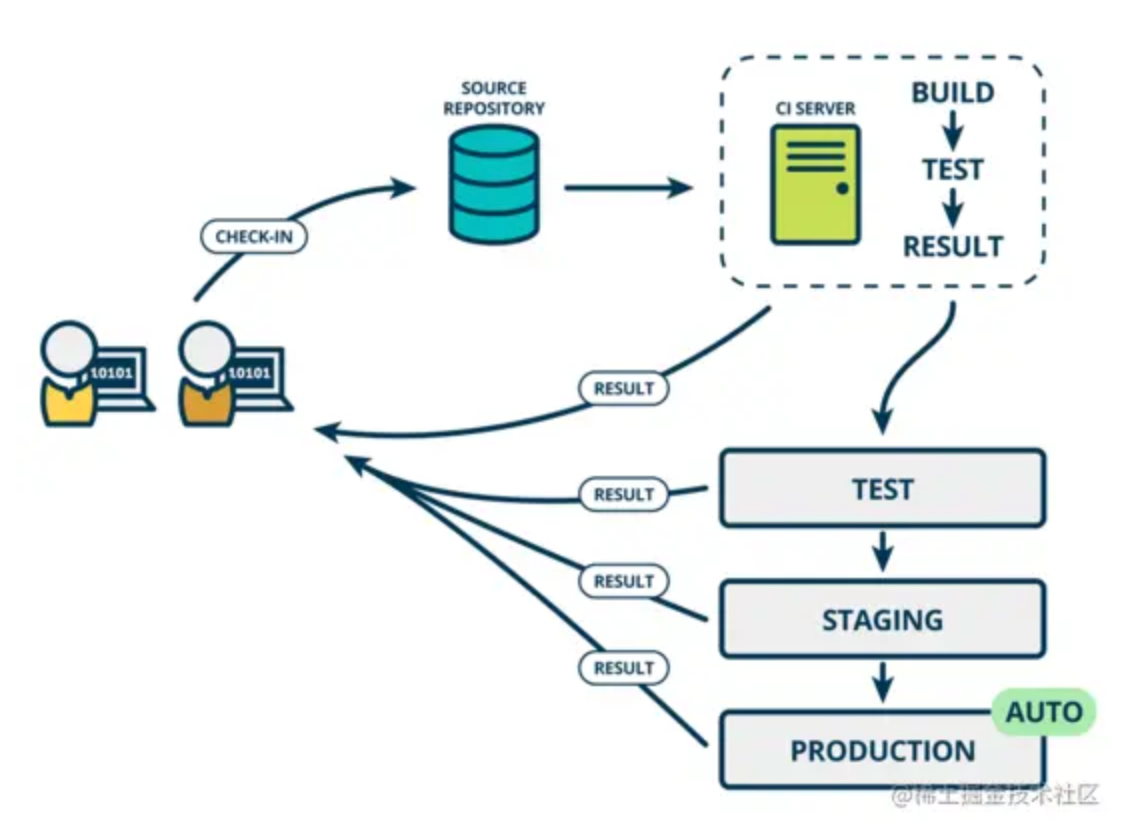 SOURCE
REPOSITORY
CI SERVER
BUILD
TEST
RESULT
CHECK-IN
10101
10101
RESULT
RESULT
TEST
RESULT
STAGING
RESULT
AUTO
PRODUCTION
@稀土掘金技术社区